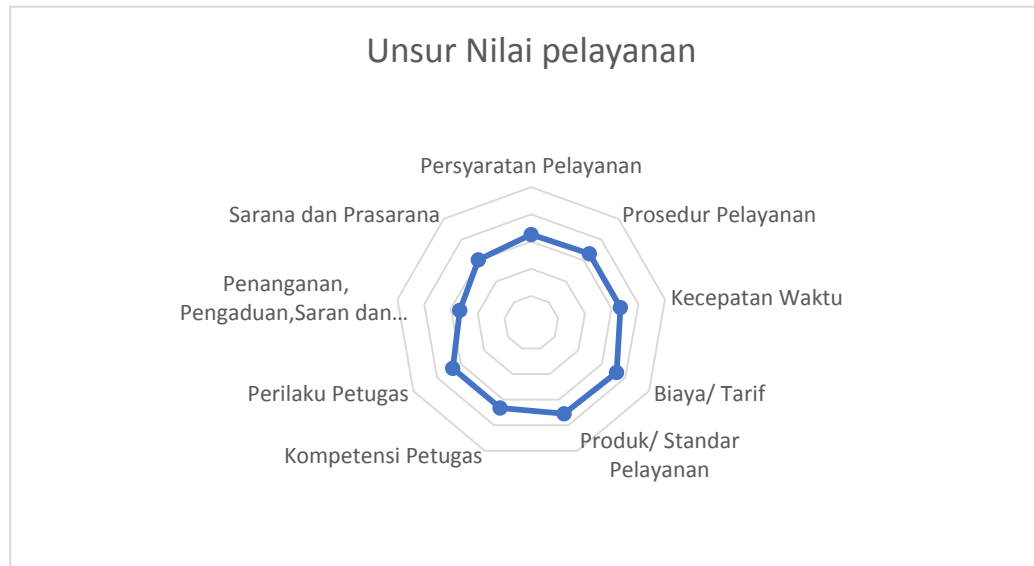 Unsur Nilai pelayanan
Persyaratan Pelayanan
Prosedur Pelayanan
Kecepatan Waktu
Biaya/ Tarif
Produk/ Standar
Pelayanan
Kompetensi Petugas
Perilaku Petugas
Penanganan,
Pengaduan,Saran dan...
Sarana dan Prasarana